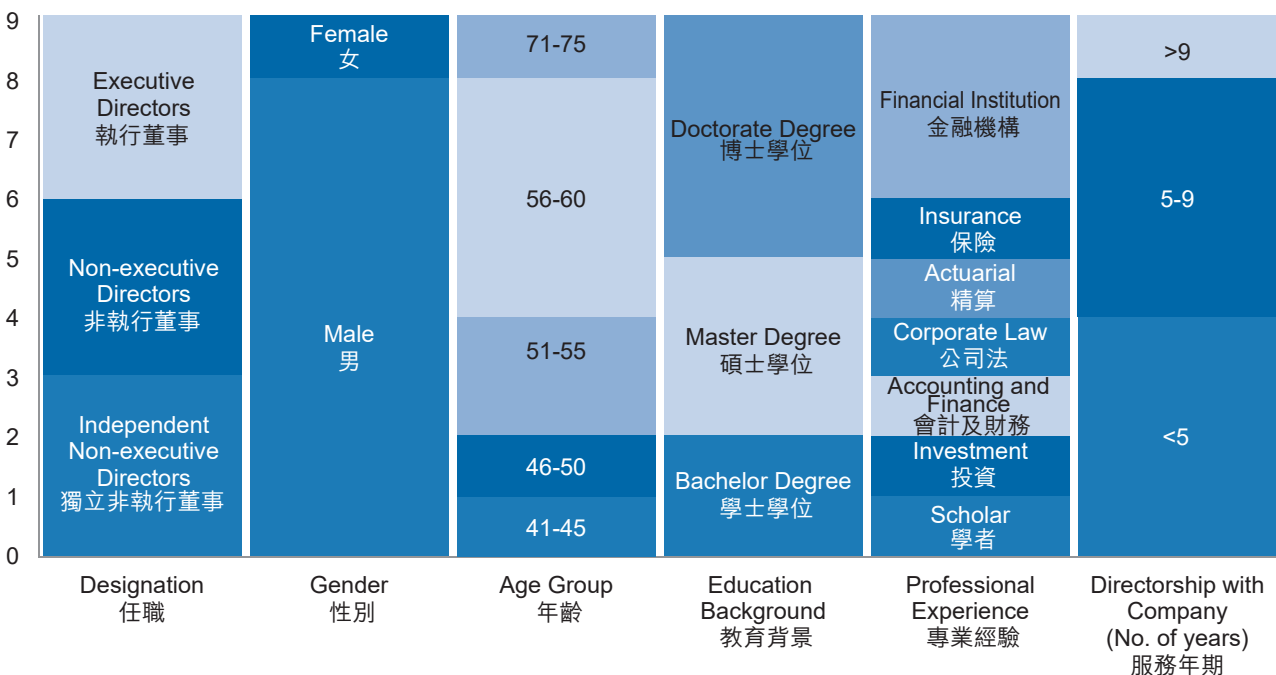 9
8
7
6
5
4
3
2
1
0
Executive
Directors
執行董事
Non-executive
Directors
非執行董事
Independent
Non-executive
Directors
獨立非執行董事
Designation
任職
Female
女
Male
男
Gender
性別
71-75
56-60
51-55
46-50
41-45
Age Group
年齡
Doctorate Degree
博士學位
Master Degree
碩士學位
Bachelor Degree
學士學位
Education
Background
教育背景
Financial Institution
金融機構
Insurance
保險
Actuarial
精算
Corporate Law
公司法
Accounting and
Finance
會計及財務
Investment
投資
Scholar
學者
Professional
Experience
專業經驗
>9
5-9
<5
Directorship with
Company
(No. of years)
服務年期